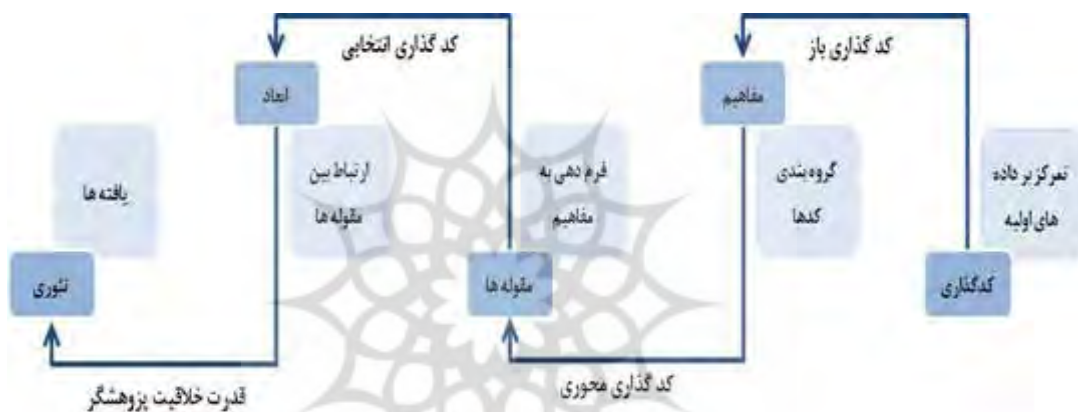 کد گذاری باز
کد گذاری انتخابی
مفاهیم
ابعاد
تمرکز بر داده
های اولیه
گروه بندی
کدها
فرم دهی به
مفاهیم
ارتباط بین
مقوله ها
یافته ها
کدگذاری
مقوله ها
تئوری
کد گذاری محوری
قدرت خلاقیت پژوهشگر